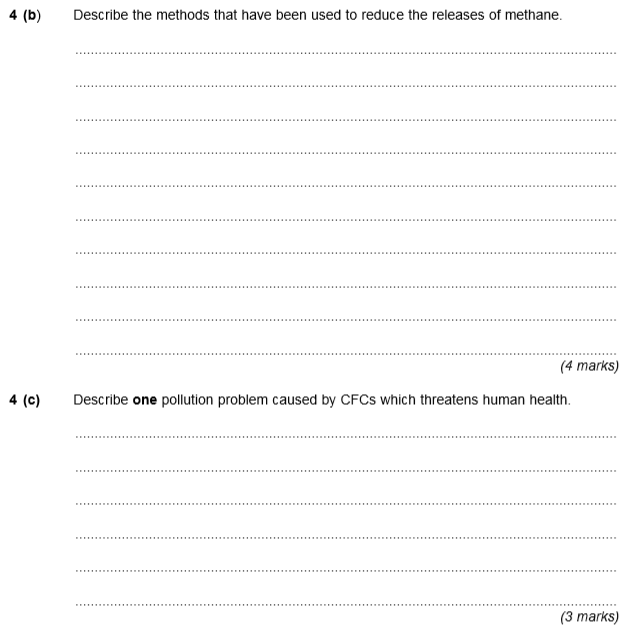 4 (b) Describe the methods that have been used to reduce the releases of methane.
(4 marks)
4 (c) Describe one pollution problem caused by CFCs which threatens human health.
(3 marks)